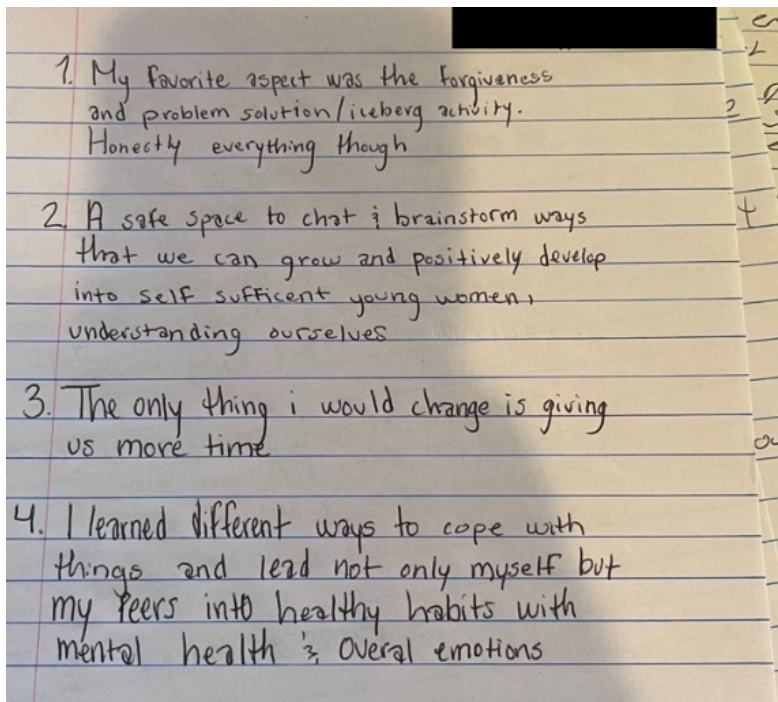 1. My favorite aspect was the forgiveness
and problem solution/iceberg activity.
Honestly everything though
2. A safe space to chat & brainstorm ways
that we can grow and positively develop
into self sufficent young women,
understanding ourselves
3. The only thing i would change is giving
us more time
4. I learned different ways to cope with
things and lead not only myself but
my Peers into healthy habits with
mental health & overal emotions